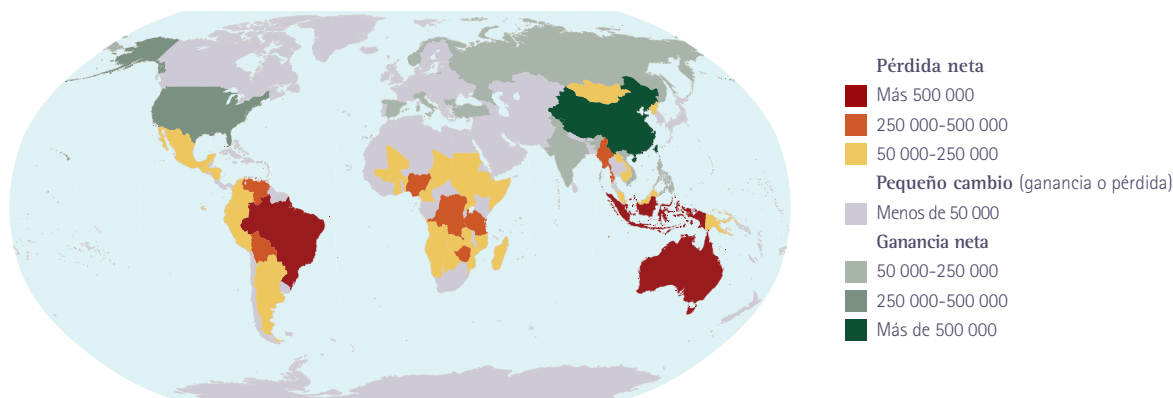 Pérdida neta
Más 500 000
250 000-500 000
50 000-250 000
Pequeño cambio (ganancia o pérdida)
Menos de 50 000
Ganancia neta
50 000-250 000
250 000-500 000
Más de 500 000